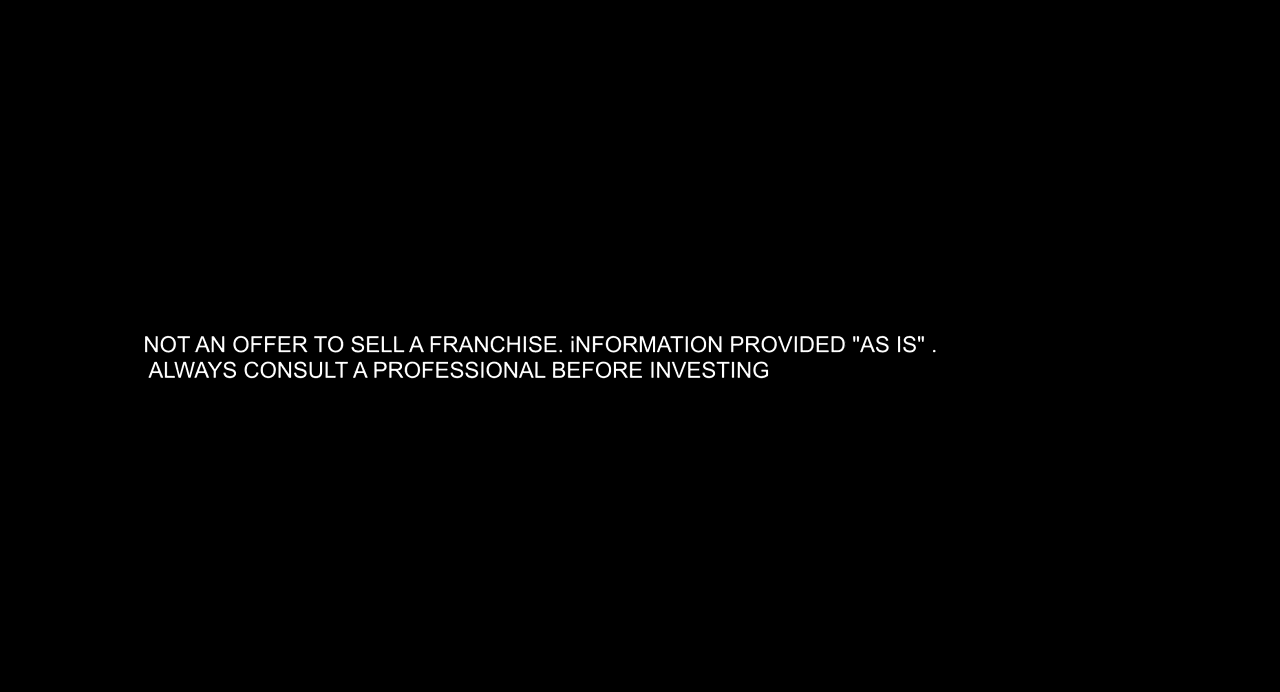 NOT AN OFFER TO SELL A FRANCHISE. iNFORMATION PROVIDED "AS IS" .
ALWAYS CONSULT A PROFESSIONAL BEFORE INVESTING